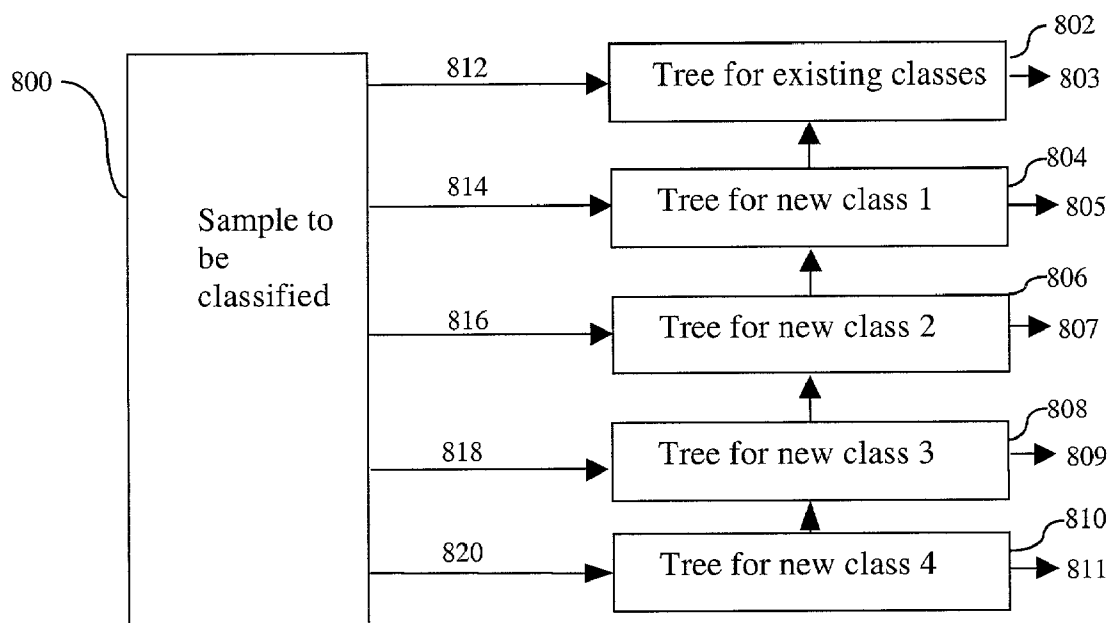 802
800
812
Tree for existing classes
803
804
814
Tree for new class 1
805
Sample to
be
classified
806
816
Tree for new class 2
807
808
818
Tree for new class 3
809
810
820
Tree for new class 4
811